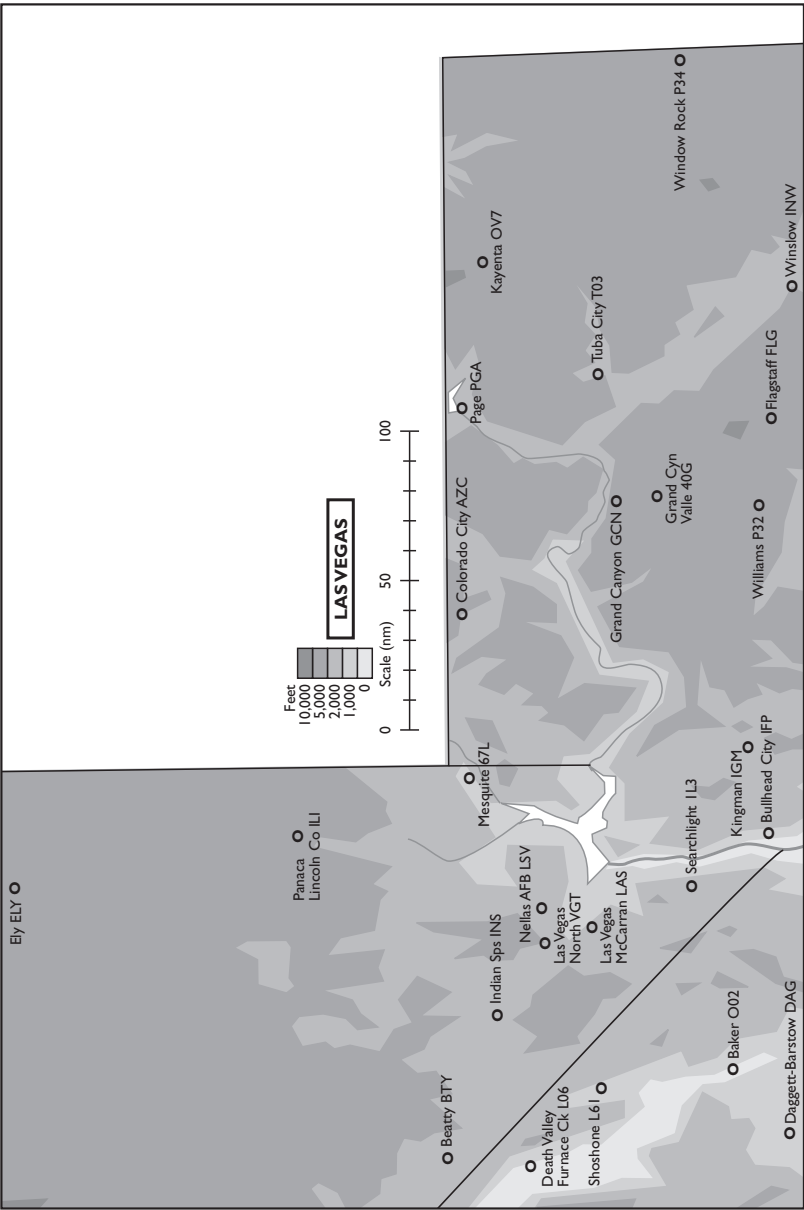 Ely ELY
Feet
10,000
5,000
2,000
1,000
0
Panaca
Lincoln Co 1L1
LAS VEGAS
0
Scale (nm)
50
100
Beatty BTY
Colorado City AZC
Page PGA
Mesquite 67L
Kayenta OV7
Indian Sps INS
Nellas AFB LSV
Death Valley
Furnace Ck L06
Las Vegas
North VGT
Shoshone L61
Tuba City T03
Las Vegas
McCarran LAS
Grand Canyon GCN
Grand Cyn
Valle 40G
Window Rock P34
Searchlight 1L3
Baker O02
Kingman IGM
Williams P32
Bullhead City IFP
Flagstaff FLG
Daggett-Barstow DAG
Winslow INW